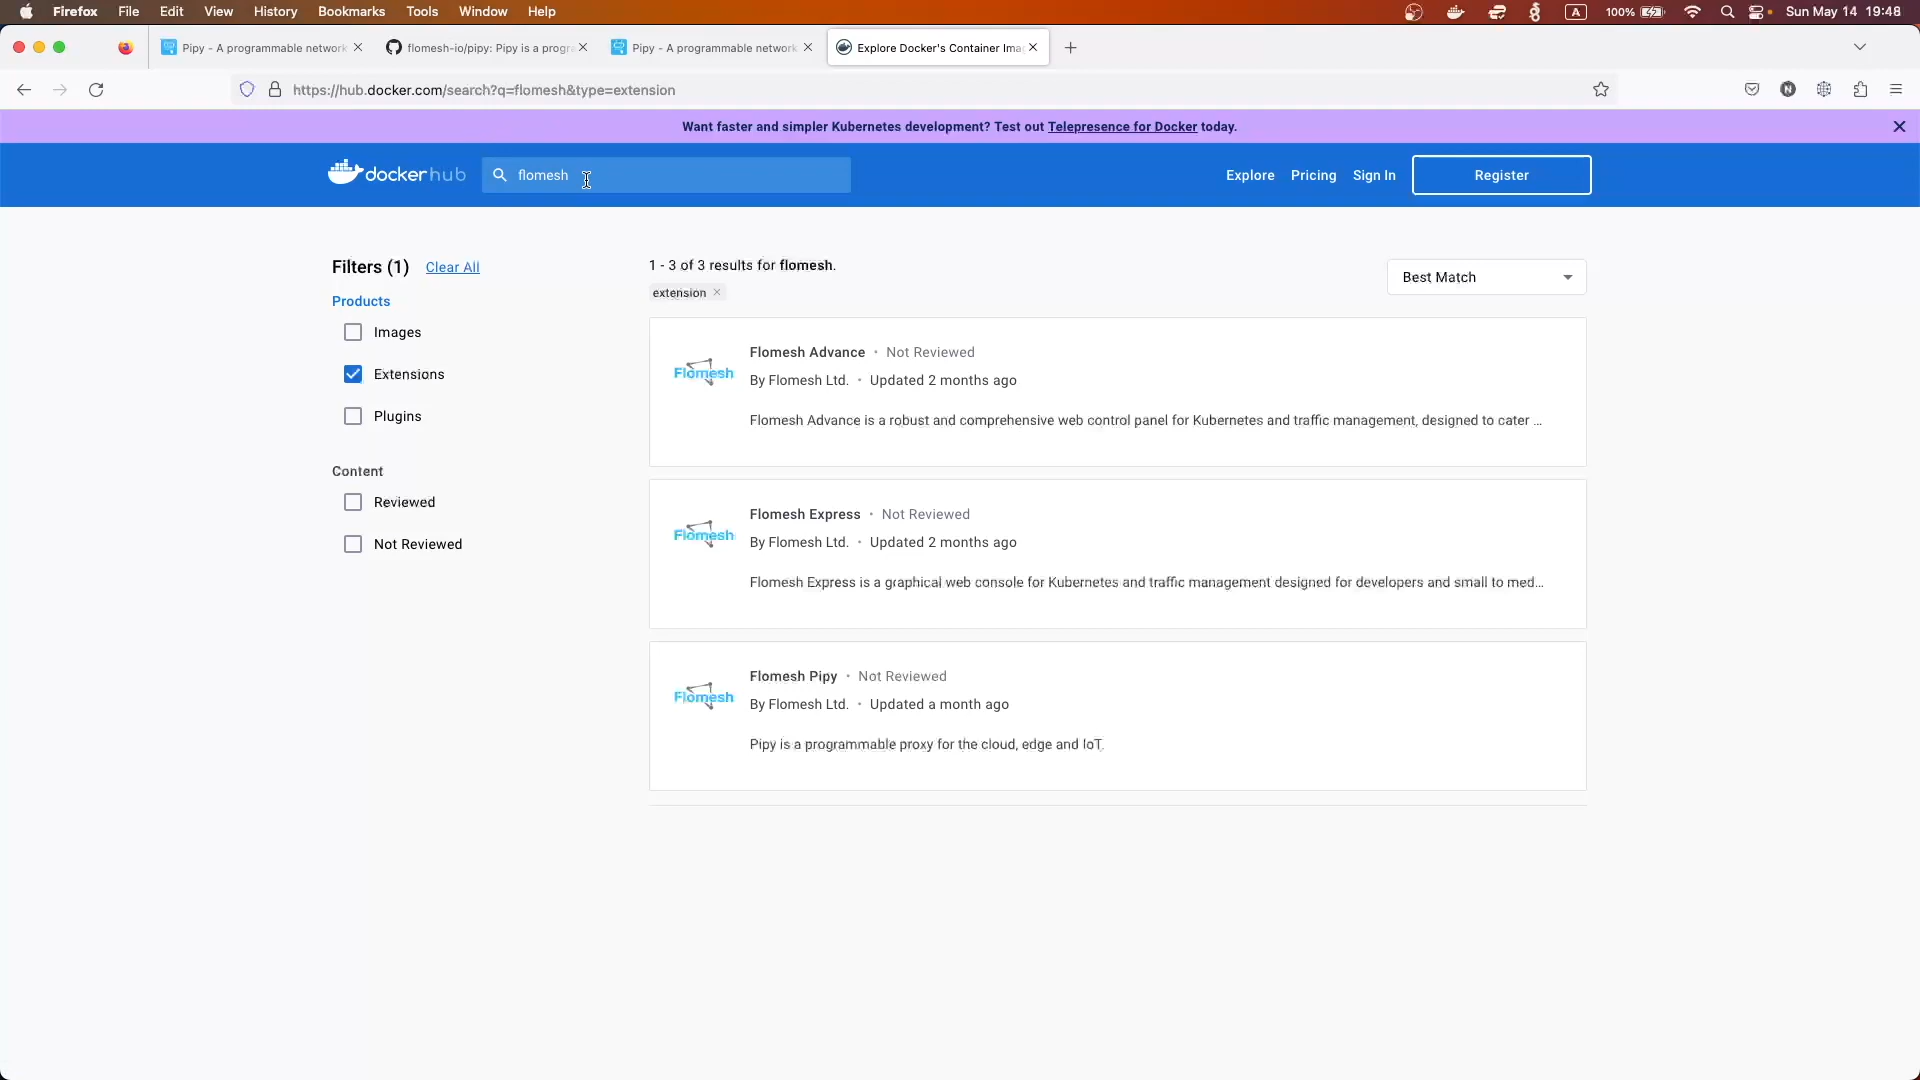 Firefox File Edit View History Bookmarks Tools Window Help
A 100% Sun May 14 19:48
Pipy - A programmable network
flomesh-io/pipy: Pipy is a progr
Pipy - A programmable network
Explore Docker's Container Ima
https://hub.docker.com/search?q=flomesh&type=extension
N
Want faster and simpler Kubernetes development? Test out Telepresence for Docker today.
dockerhub
flomesh
Explore Pricing Sign In Register
Filters (1) Clear All
Products
Images
Extensions
Plugins
Content
Reviewed
Not Reviewed
1 - 3 of 3 results for flomesh.
extension
Best Match
Flomesh
Flomesh Advance • Not Reviewed
By Flomesh Ltd. • Updated 2 months ago
Flomesh Advance is a robust and comprehensive web control panel for Kubernetes and traffic management, designed to cater ...
Flomesh
Flomesh Express • Not Reviewed
By Flomesh Ltd. • Updated 2 months ago
Flomesh Express is a graphical web console for Kubernetes and traffic management designed for developers and small to med...
Flomesh
Flomesh Pipy • Not Reviewed
By Flomesh Ltd. • Updated a month ago
Pipy is a programmable proxy for the cloud, edge and IoT.